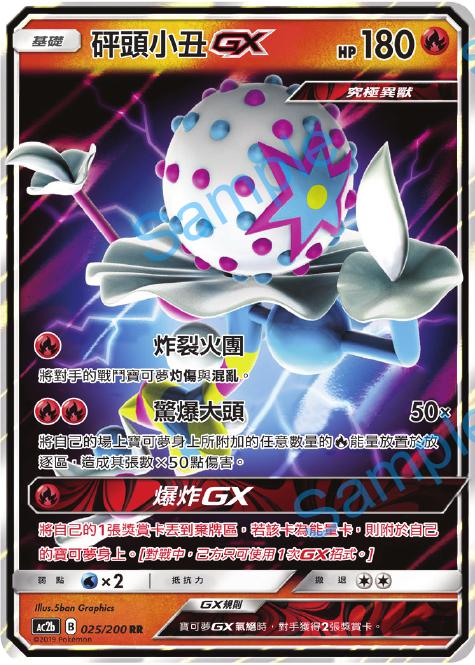 基礎 砰頭小丑GX HP 180
究極異獸
Sample
炸裂火團
將對手的戰鬥寶可夢灼傷與混亂。
驚爆大頭 50×
將自己的場上寶可夢身上所附加的任意數量的能量放置於放
逐區，造成其張數×50點傷害。
Sample
爆炸GX
將自己的1張獎賞卡丟到棄牌區，若該卡為能量卡，則附於自己
的寶可夢身上。[對戰中，己方只可使用1次GX招式。]
弱點 ×2 抵抗力 撤退
Illus.5ban Graphics
GX規則
AC2b B 025/200 RR
寶可夢GX氣絕時，對手獲得2張獎賞卡。
©2019 Pokémon